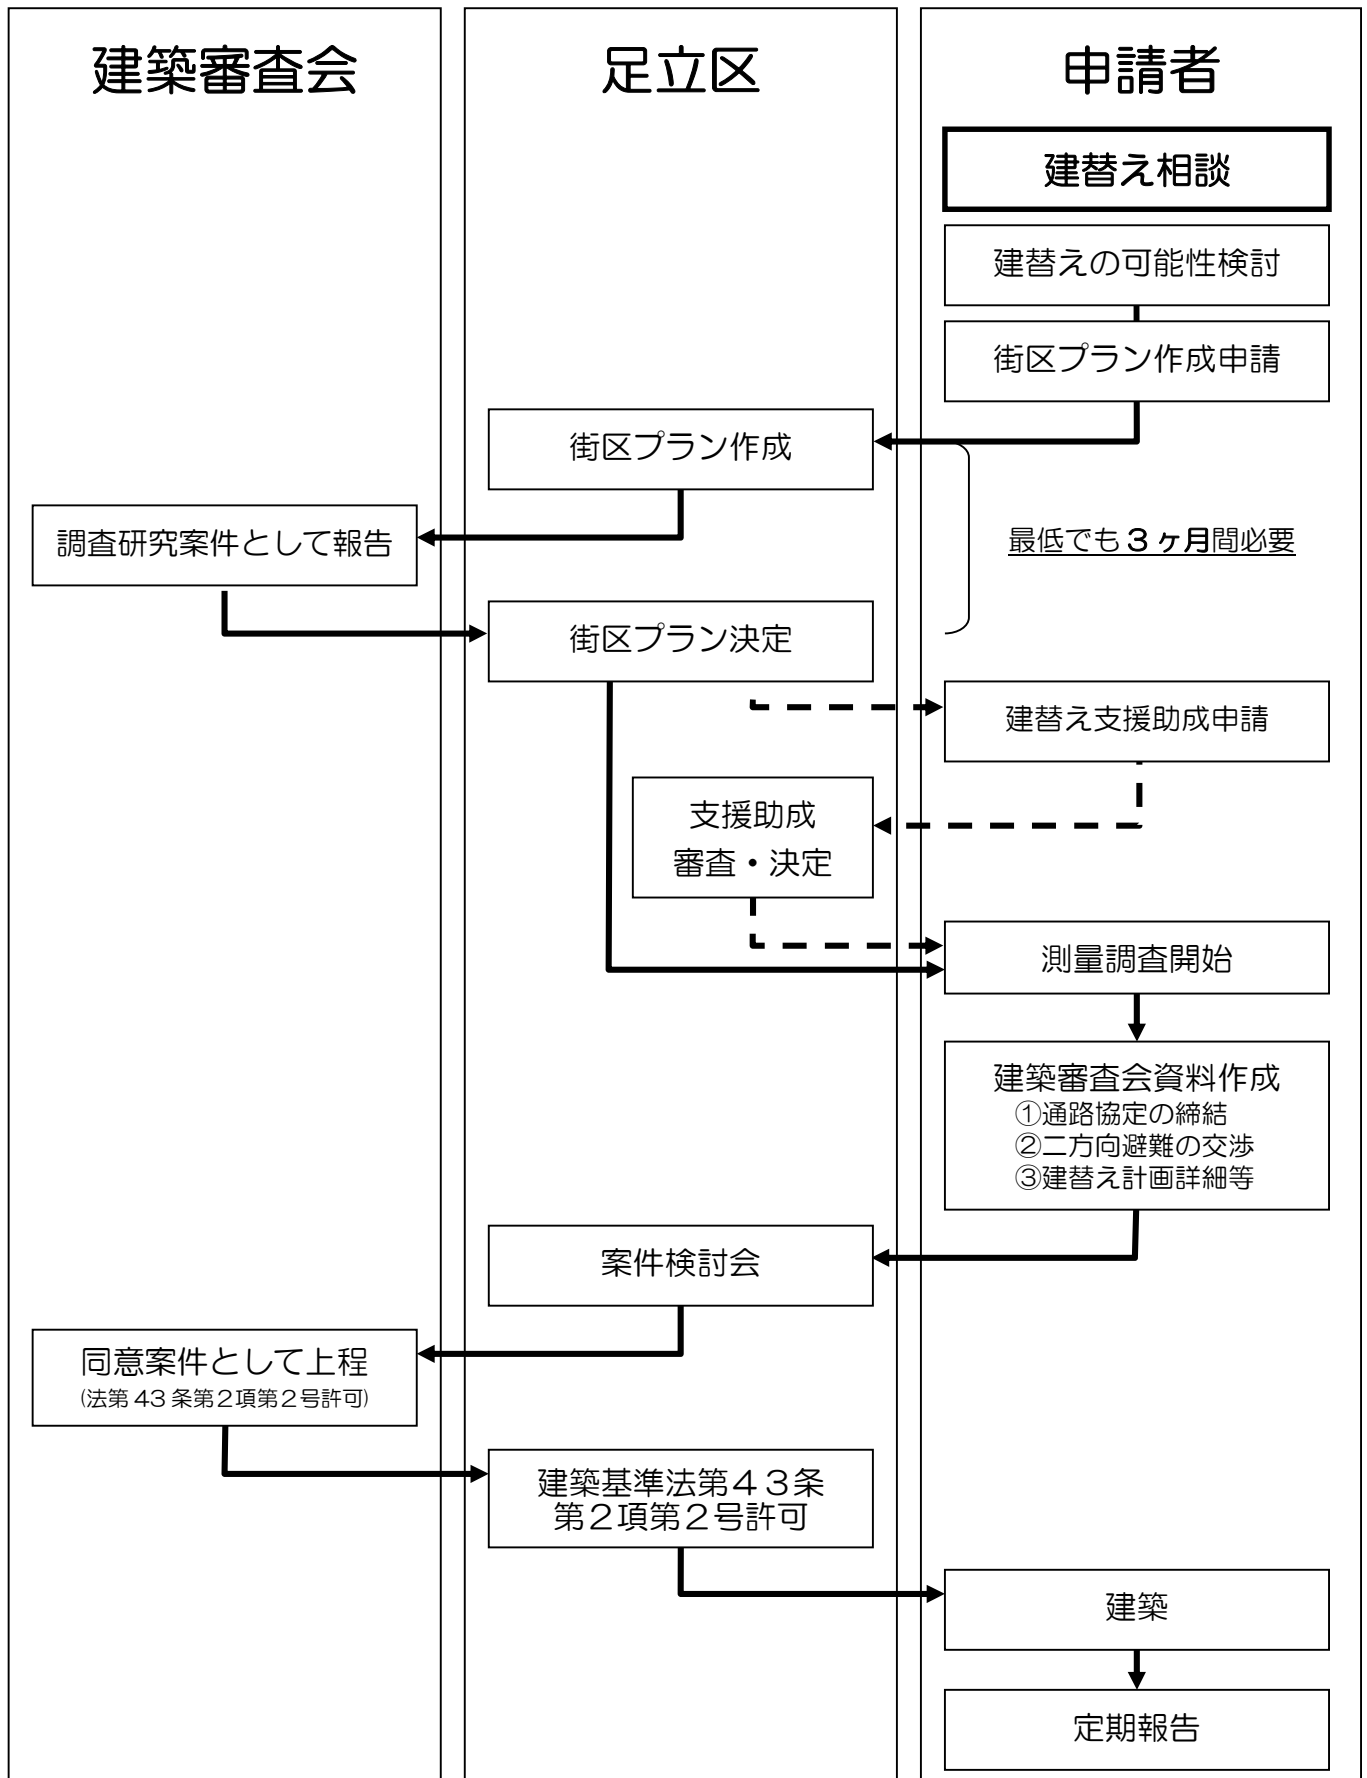 建築審査会
足立区
申請者
建替え相談
建替えの可能性検討
街区プラン作成申請
街区プラン作成
調査研究案件として報告
最低でも３ヶ月間必要
街区プラン決定
建替え支援助成申請
支援助成
審査・決定
測量調査開始
建築審査会資料作成
①通路協定の締結
②二方向避難の交渉
③建替え計画詳細等
案件検討会
同意案件として上程
(法第 43 条第２項第２号許可)
建築基準法第４３条
第２項第２号許可
建築
定期報告